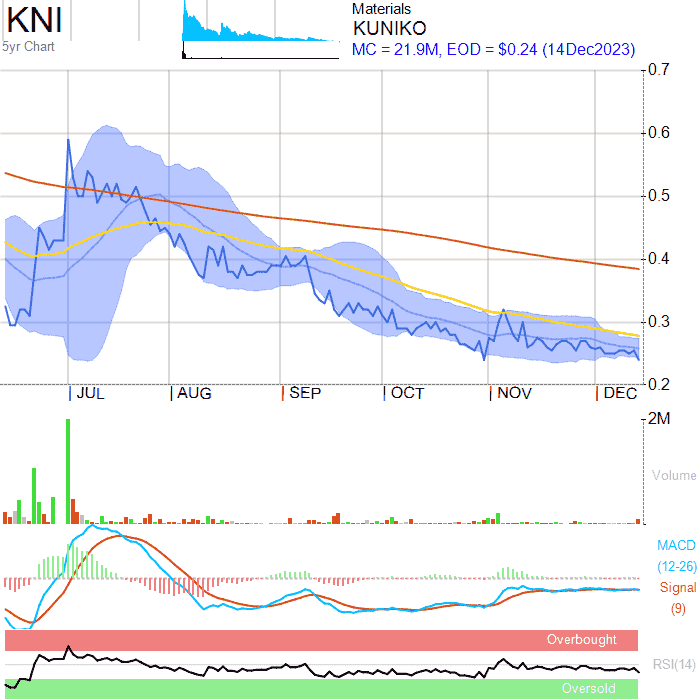 KNI
5yr Chart
Materials
KUNIKO
MC = 21.9M, EOD = $0.24 (14Dec2023)
0.7
0.6
0.5
0.4
0.3
0.2
JUL AUG SEP OCT NOV DEC
2M
Volume
MACD
(12-26)
Signal
(9)
Overbought
RSI(14)
Oversold